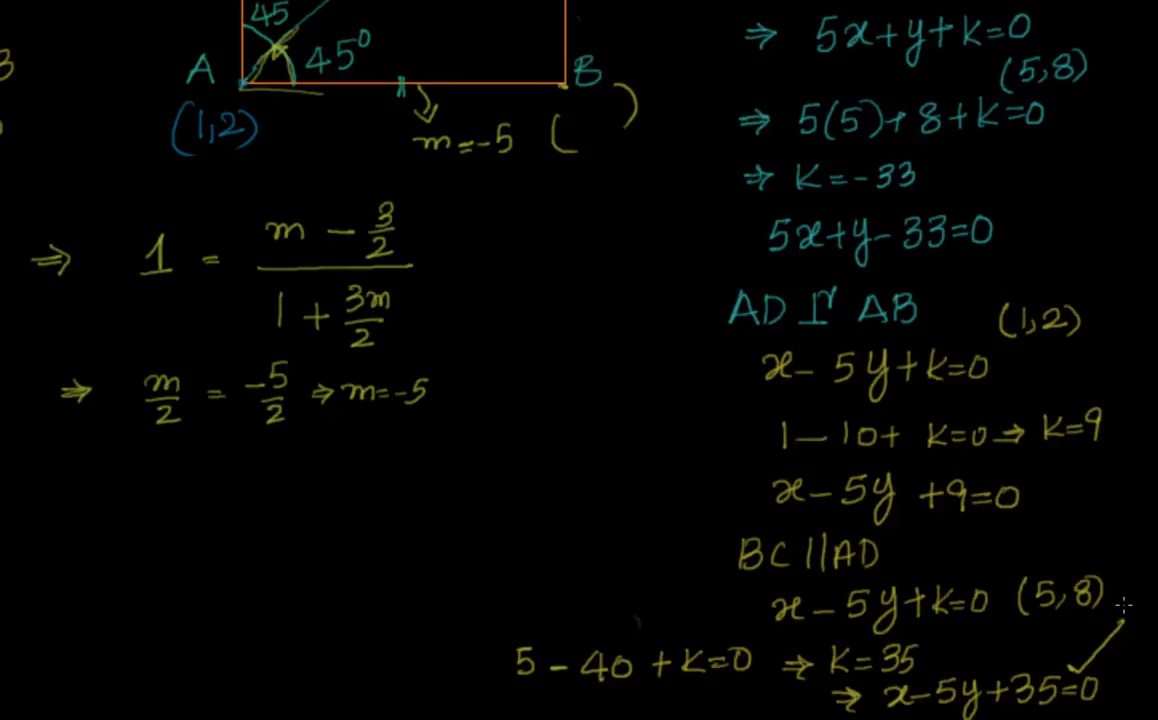 45
45⁰
A
B
(1,2)
m=-5 ( )
⇒ 1 = (m - 3/2)/(1 + 3m/2)
⇒ m/2 = -5/2 ⇒ m=-5
⇒ 5x+y+k=0
(5,8)
⇒ 5(5)+8+k=0
⇒ K=-33
5x+y-33=0
AD ⊥r AB
(1,2)
x-5y+k=0
1-10+ k=0 ⇒ k=9
x-5y+9=0
BC||AD
x-5y+k=0 (5,8)
5-40+k=0 ⇒ k=35
⇒ x-5y+35=0